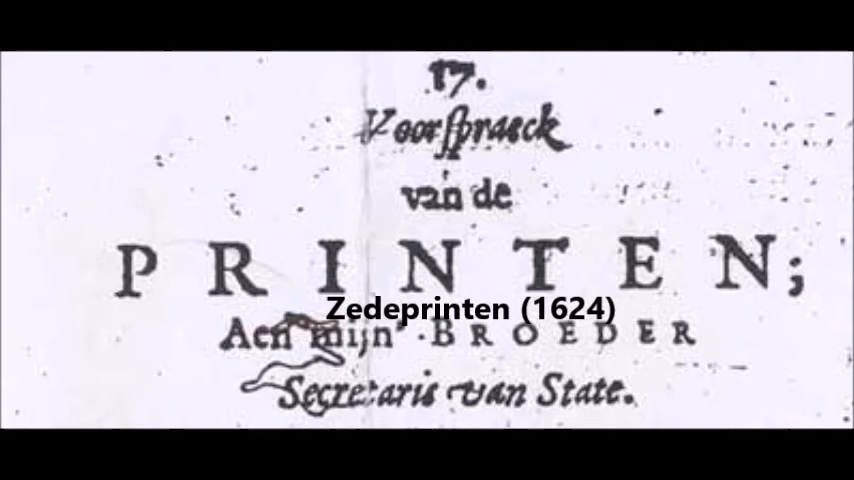 17.
Voorspraeck
van de
PRINTEN;
Zedeprinten (1624)
Aen mijn BROEDER
Secretaris van State.